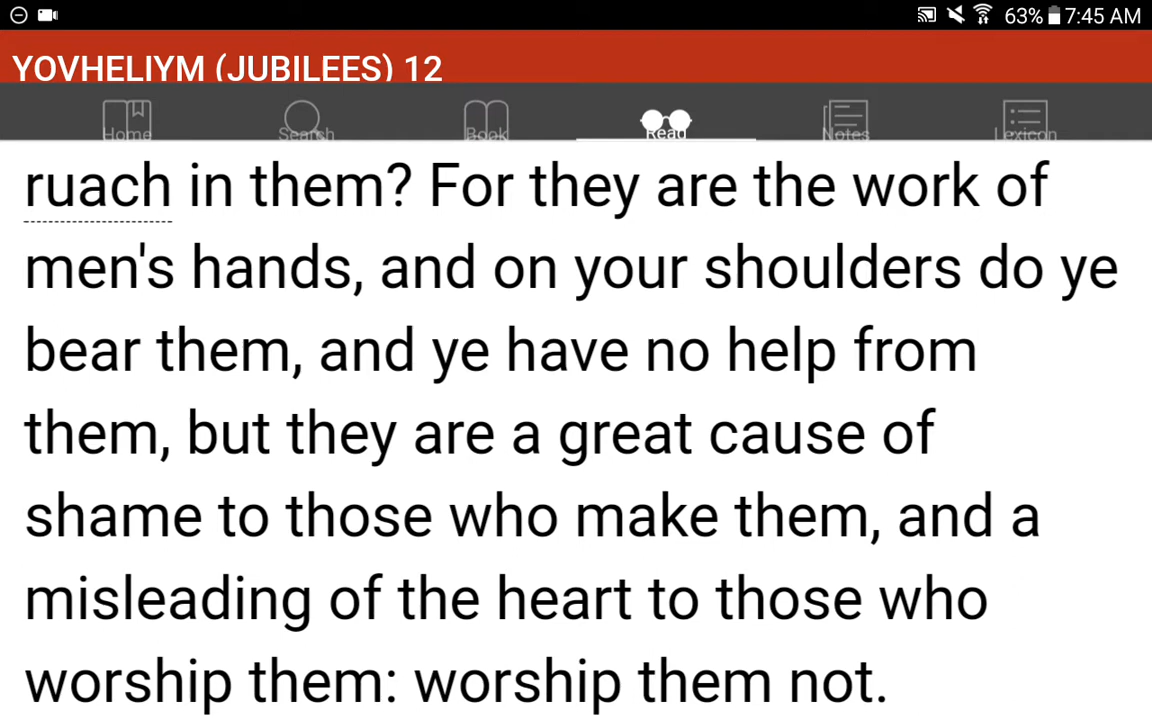 63% 7:45 AM
YOVHELIYM (JUBILEES) 12
Home Search Book Read Notes Lexicon
ruach in them? For they are the work of
men's hands, and on your shoulders do ye
bear them, and ye have no help from
them, but they are a great cause of
shame to those who make them, and a
misleading of the heart to those who
worship them: worship them not.